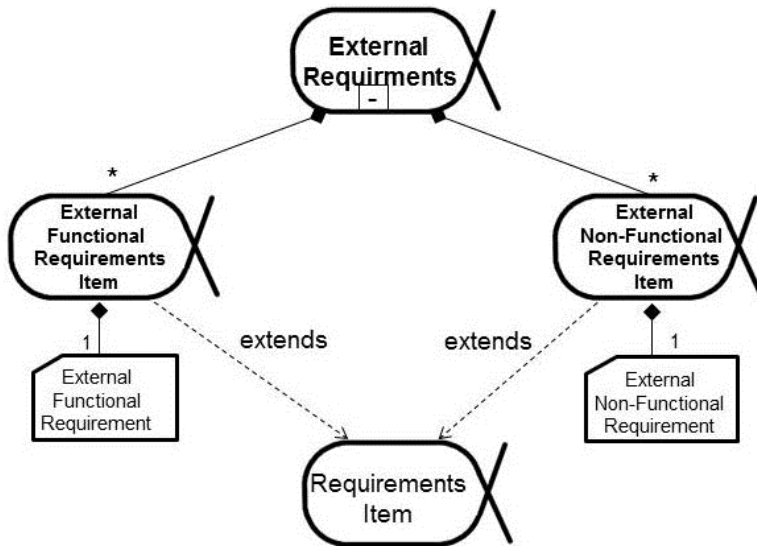 External
Requirments
-
*
*
External
Functional
Requirements
Item
External
Non-Functional
Requirements
Item
extends
extends
1
1
External
Functional
Requirement
External
Non-Functional
Requirement
Requirements
Item